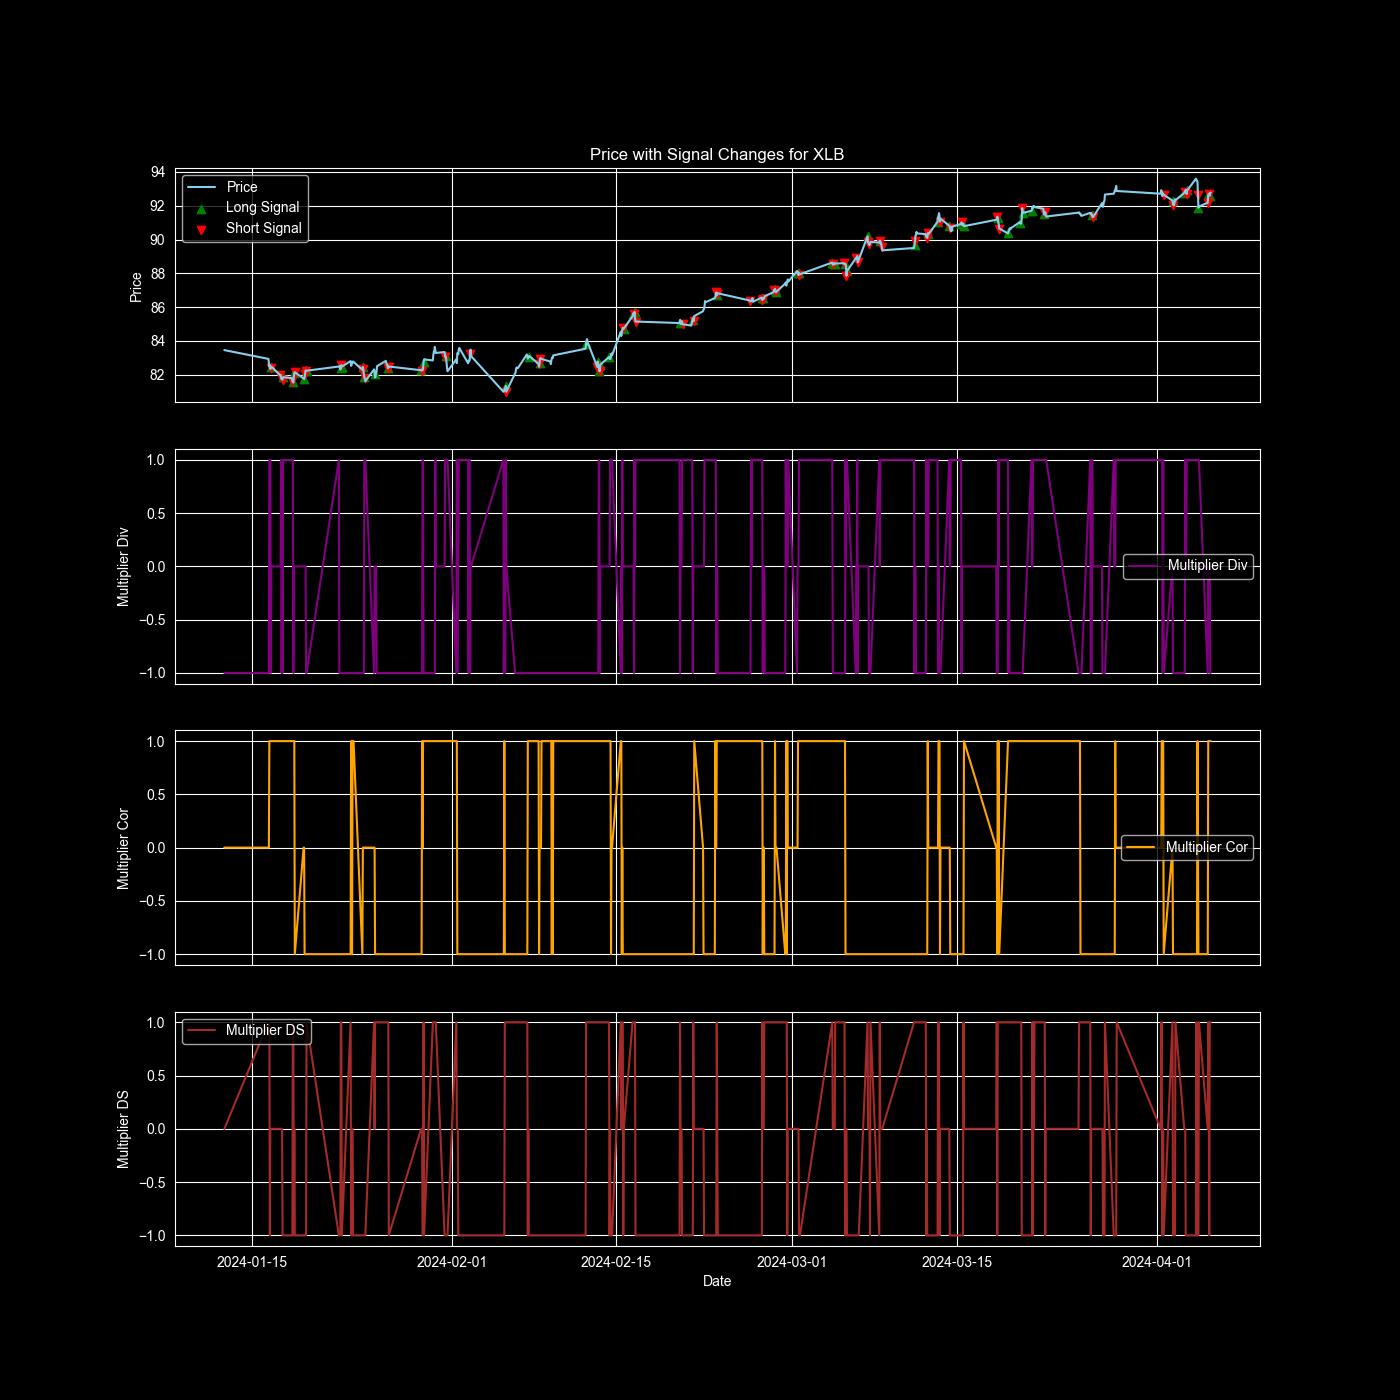 Price with Signal Changes for XLB
94
92
90
88
86
84
82
Price
Price
Long Signal
Short Signal
1.0
0.5
0.0
−0.5
−1.0
Multiplier Div
Multiplier Div
1.0
0.5
0.0
−0.5
−1.0
Multiplier Cor
Multiplier Cor
1.0
0.5
0.0
−0.5
−1.0
Multiplier DS
Multiplier DS
2024-01-15
2024-02-01
2024-02-15
2024-03-01
2024-03-15
2024-04-01
Date